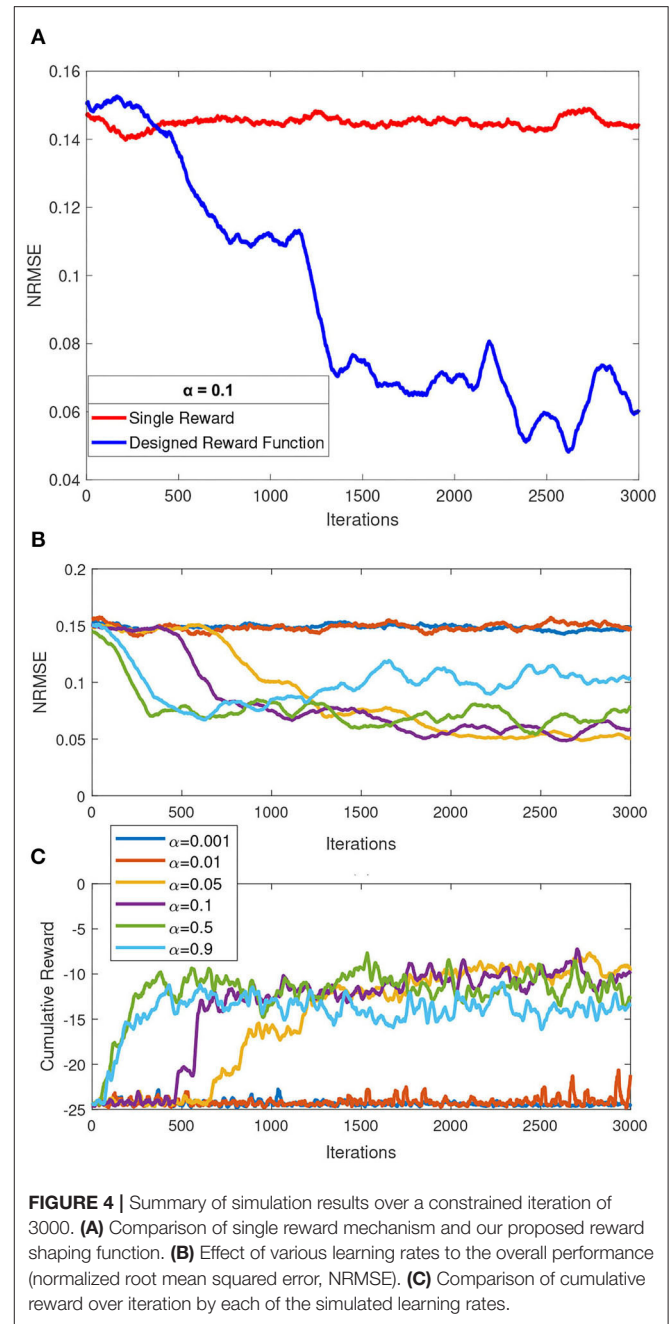 A
0.16
0.14
0.12
0.1
0.08
0.06
0.04
NRMSE
α = 0.1
Single Reward
Designed Reward Function
0 500 1000 1500 2000 2500 3000
Iterations
B
0.2
0.15
0.1
0.05
0
NRMSE
0 500 1000 1500 2000 2500 3000
Iterations
α=0.001
α=0.01
α=0.05
α=0.1
α=0.5
α=0.9
C
0
-5
-10
-15
-20
-25
Cumulative Reward
0 500 1000 1500 2000 2500 3000
Iterations
FIGURE 4 | Summary of simulation results over a constrained iteration of
3000. (A) Comparison of single reward mechanism and our proposed reward
shaping function. (B) Effect of various learning rates to the overall performance
(normalized root mean squared error, NRMSE). (C) Comparison of cumulative
reward over iteration by each of the simulated learning rates.